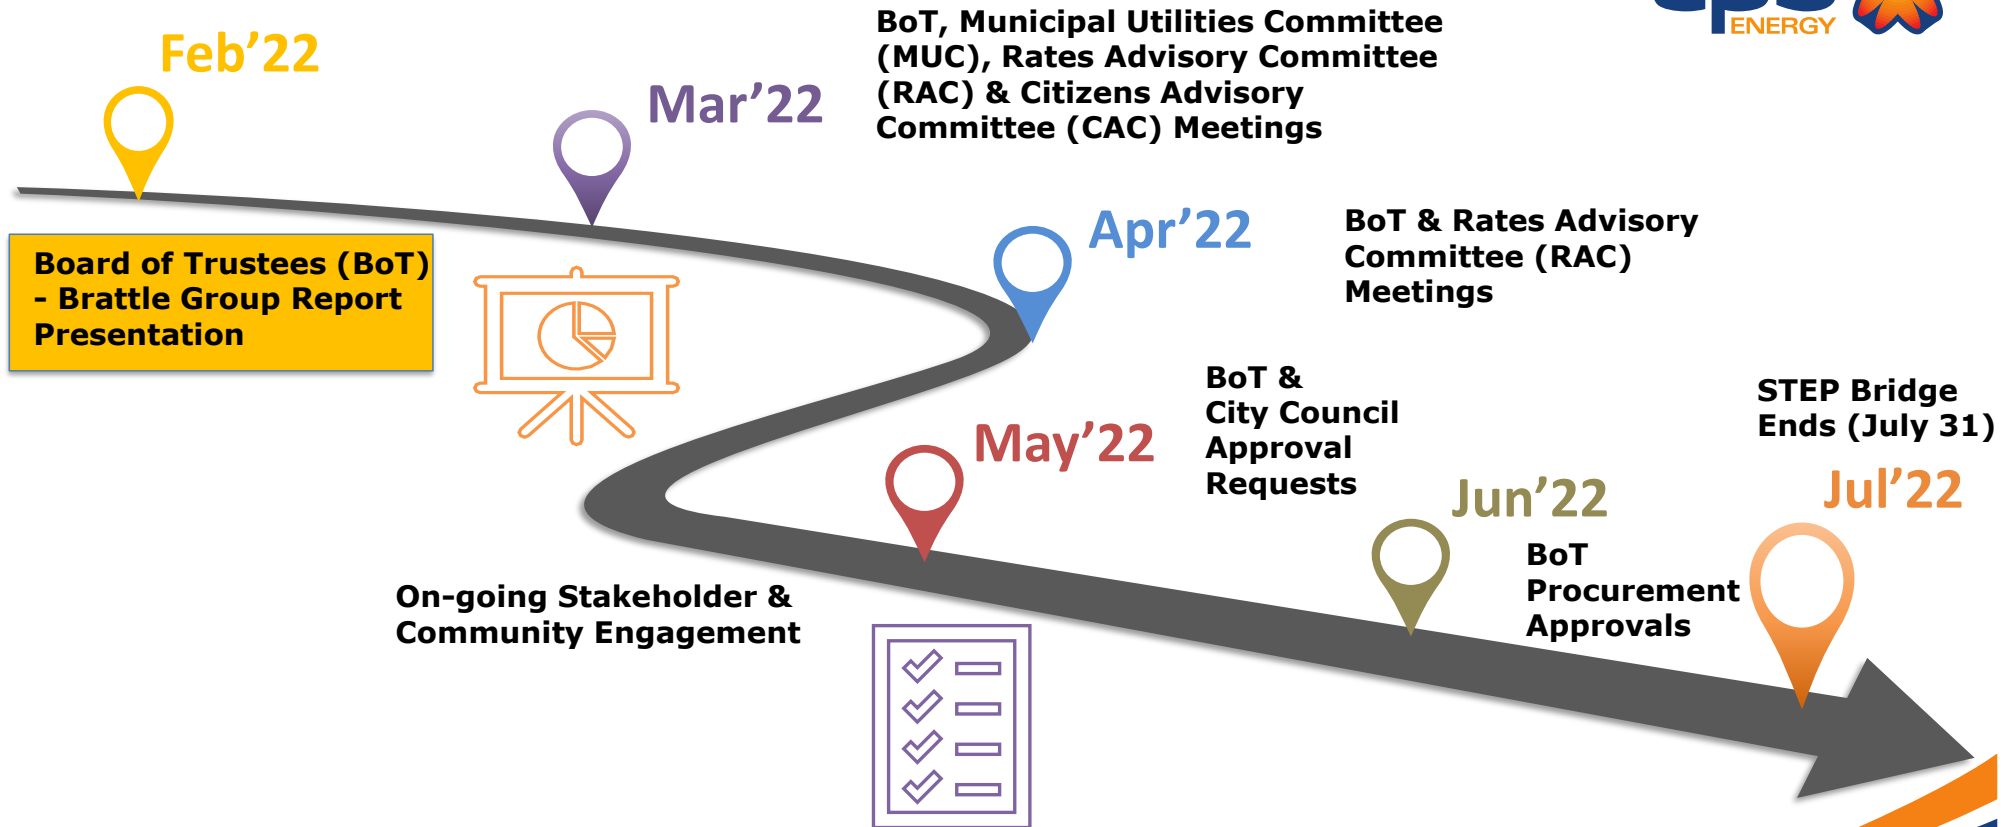 ENERGY
Feb’22
Mar’22
BoT, Municipal Utilities Committee
(MUC), Rates Advisory Committee
(RAC) & Citizens Advisory
Committee (CAC) Meetings
Board of Trustees (BoT)
- Brattle Group Report
Presentation
Apr’22
BoT & Rates Advisory
Committee (RAC)
Meetings
May’22
BoT &
City Council
Approval
Requests
On-going Stakeholder &
Community Engagement
Jun’22
BoT
Procurement
Approvals
STEP Bridge
Ends (July 31)
Jul’22